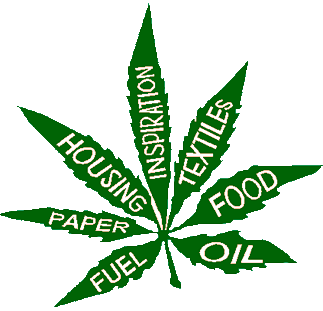 INSPIRATION
TEXTILES
HOUSING
FOOD
PAPER
OIL
FUEL